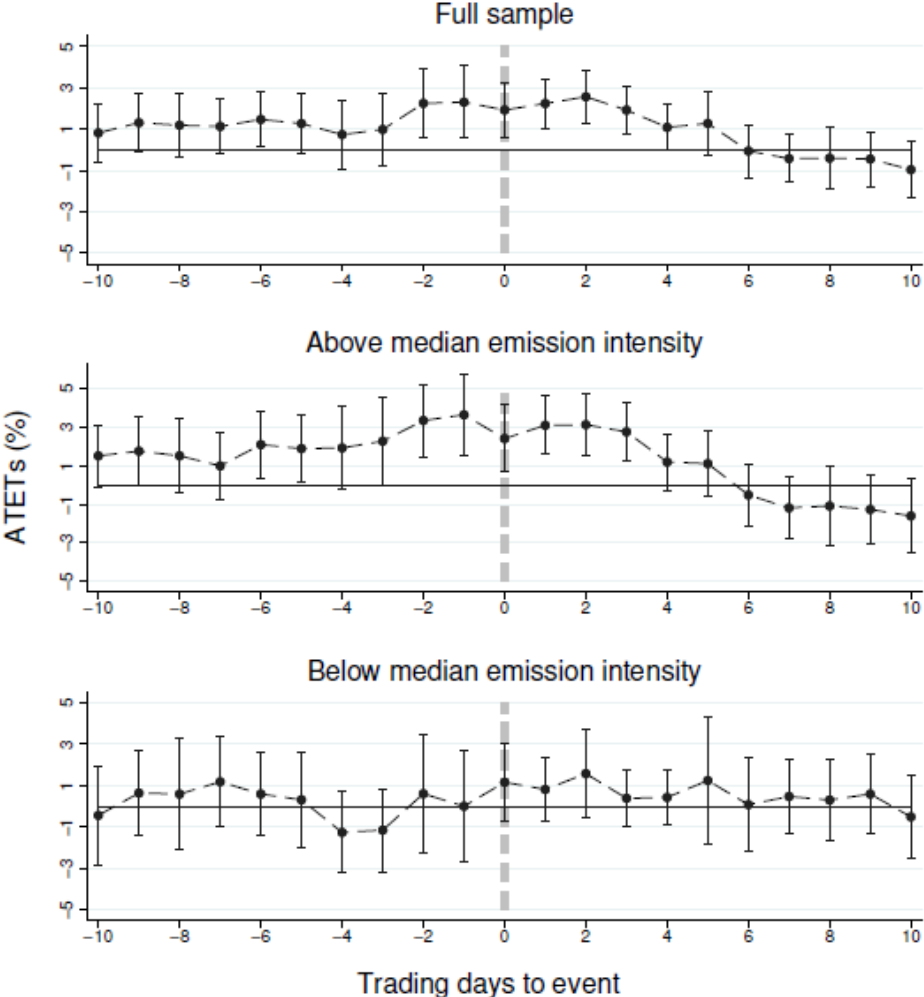 Full sample
5
3
1
−1
−3
−5
−10 −8 −6 −4 −2 0 2 4 6 8 10
Above median emission intensity
ATETs (%)
5
3
1
−1
−3
−5
−10 −8 −6 −4 −2 0 2 4 6 8 10
Below median emission intensity
5
3
1
−1
−3
−5
−10 −8 −6 −4 −2 0 2 4 6 8 10
Trading days to event